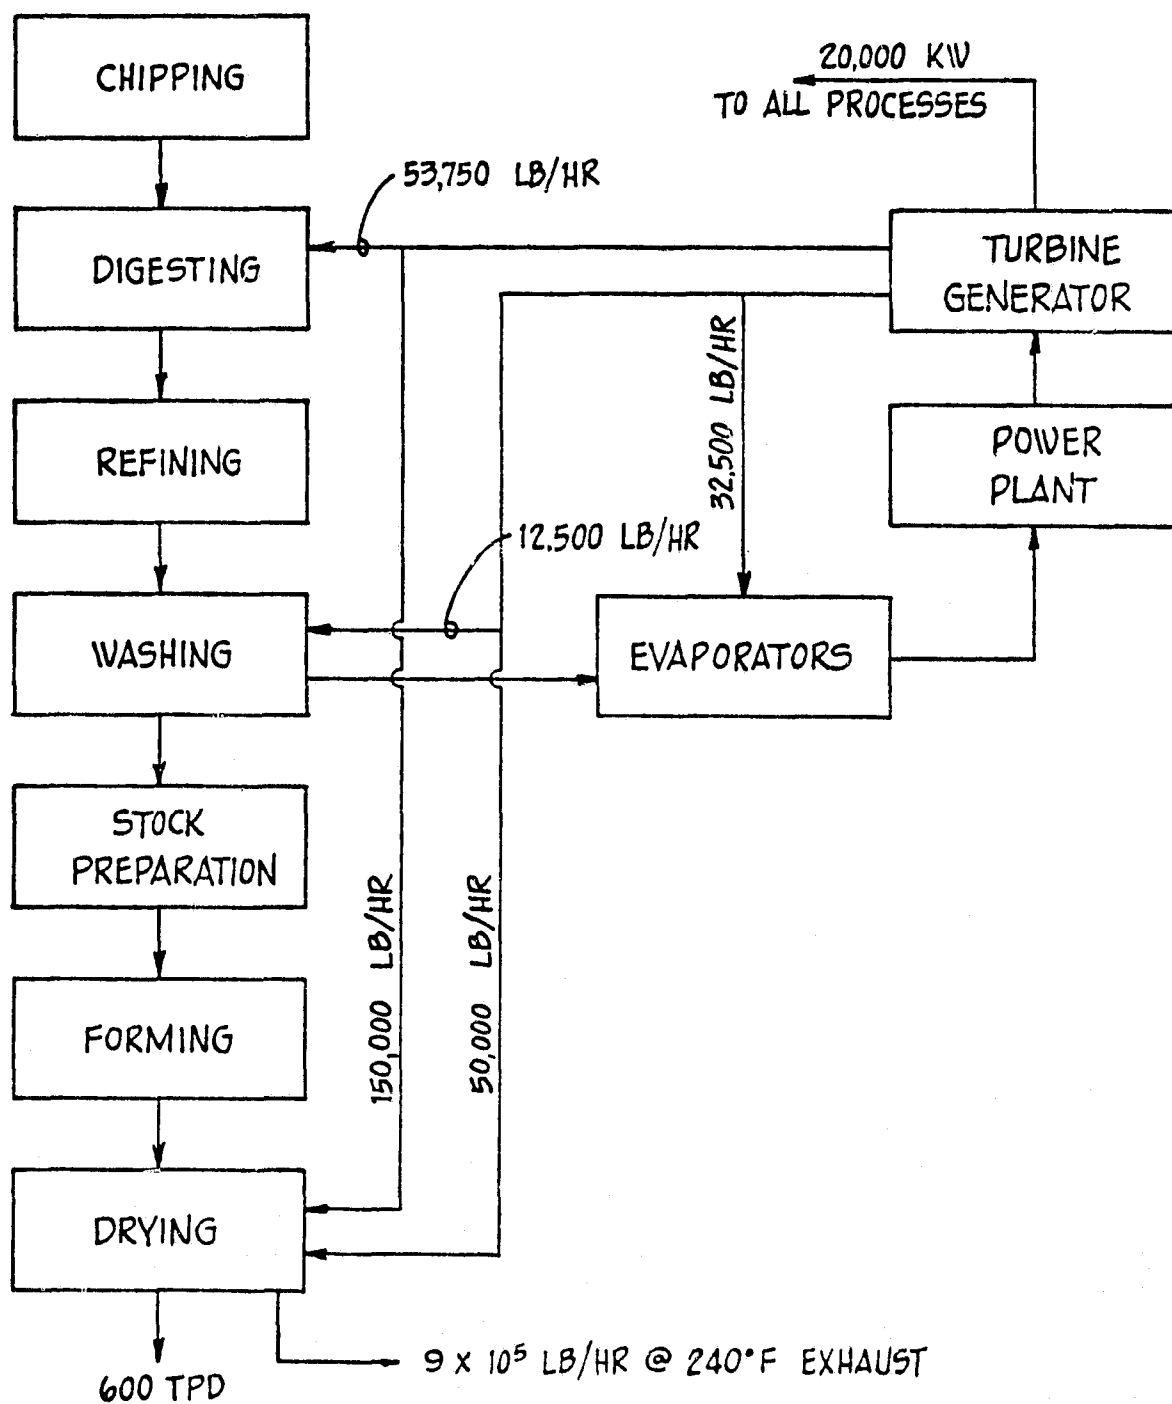 CHIPPING
20,000 KW
TO ALL PROCESSES
53,750 LB/HR
DIGESTING
TURBINE
GENERATOR
32,500 LB/HR
REFINING
POWER
PLANT
12,500 LB/HR
WASHING
EVAPORATORS
STOCK
PREPARATION
150,000 LB/HR
50,000 LB/HR
FORMING
DRYING
9 x 10⁵ LB/HR @ 240°F EXHAUST
600 TPD